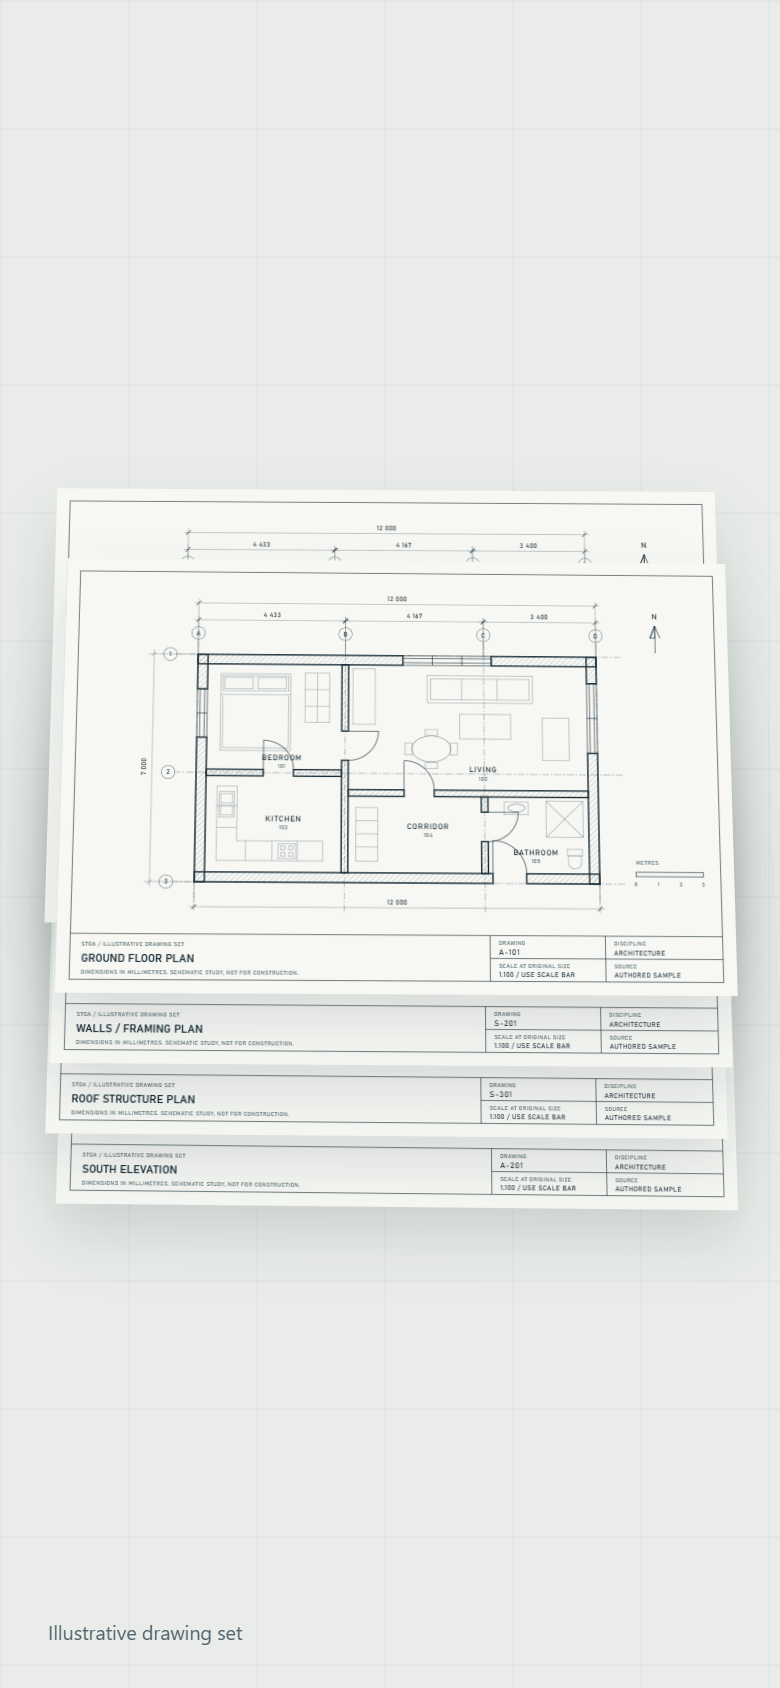 12 000
4 433 4 167 3 400 N
12 000
4 433 4 167 3 400 N
A B C D
1
BEDROOM
101
LIVING
102
2
7 000
KITCHEN
103
CORRIDOR
104
BATHROOM
105
METRES
0 1 2 3
3
12 000
STOA / ILLUSTRATIVE DRAWING SET
GROUND FLOOR PLAN
DIMENSIONS IN MILLIMETRES. SCHEMATIC STUDY, NOT FOR CONSTRUCTION.
DRAWING
A-101
DISCIPLINE
ARCHITECTURE
SCALE AT ORIGINAL SIZE
1:100 / USE SCALE BAR
SOURCE
AUTHORED SAMPLE
STOA / ILLUSTRATIVE DRAWING SET
WALLS / FRAMING PLAN
DIMENSIONS IN MILLIMETRES. SCHEMATIC STUDY, NOT FOR CONSTRUCTION.
DRAWING
S-201
DISCIPLINE
ARCHITECTURE
SCALE AT ORIGINAL SIZE
1:100 / USE SCALE BAR
SOURCE
AUTHORED SAMPLE
STOA / ILLUSTRATIVE DRAWING SET
ROOF STRUCTURE PLAN
DIMENSIONS IN MILLIMETRES. SCHEMATIC STUDY, NOT FOR CONSTRUCTION.
DRAWING
S-301
DISCIPLINE
ARCHITECTURE
SCALE AT ORIGINAL SIZE
1:100 / USE SCALE BAR
SOURCE
AUTHORED SAMPLE
STOA / ILLUSTRATIVE DRAWING SET
SOUTH ELEVATION
DIMENSIONS IN MILLIMETRES. SCHEMATIC STUDY, NOT FOR CONSTRUCTION.
DRAWING
A-201
DISCIPLINE
ARCHITECTURE
SCALE AT ORIGINAL SIZE
1:100 / USE SCALE BAR
SOURCE
AUTHORED SAMPLE
Illustrative drawing set